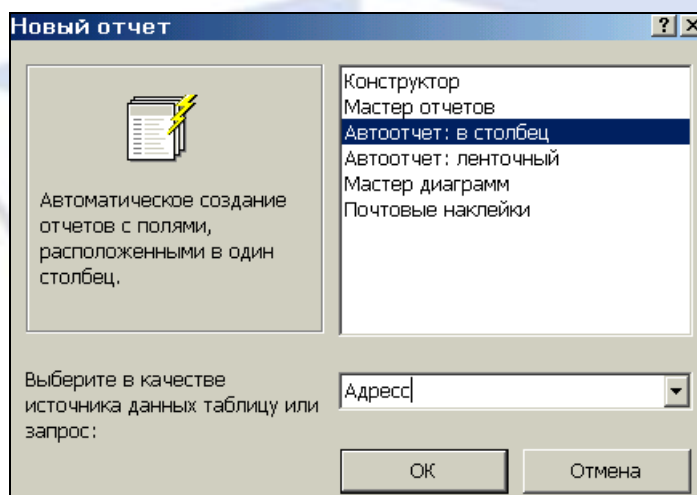 Новый отчет
Конструктор
Мастер отчетов
Автоотчет: в столбец
Автоотчет: ленточный
Мастер диаграмм
Почтовые наклейки
Автоматическое создание
отчетов с полями,
расположенными в один
столбец.
Выберите в качестве
источника данных таблицу или
запрос:
Адресс
ОК
Отмена